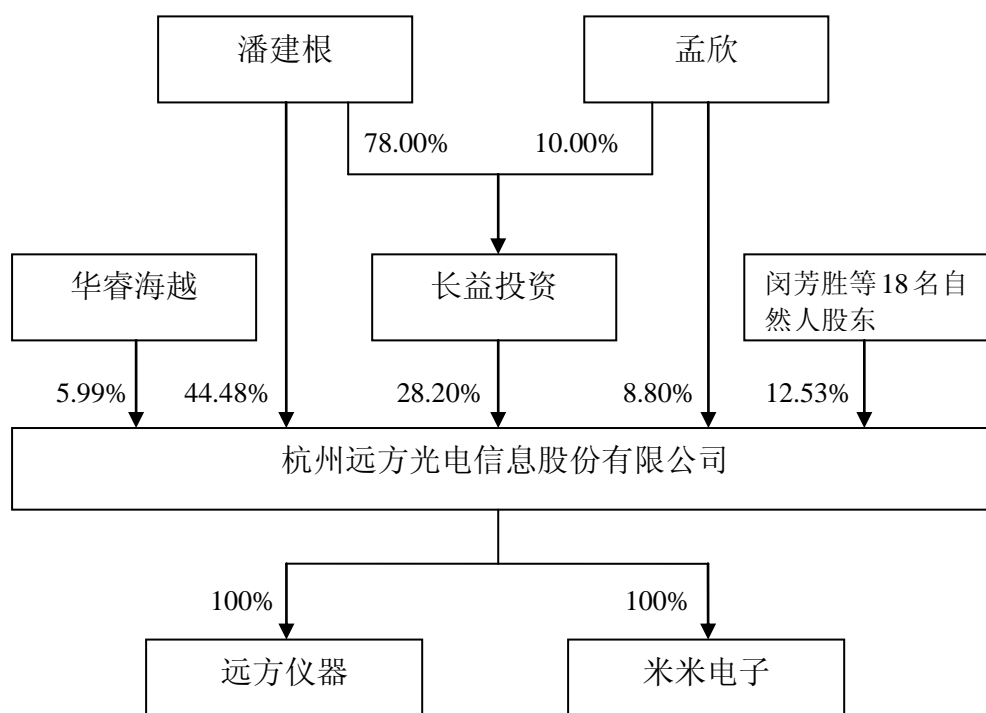 潘建根
孟欣
78.00%
10.00%
华睿海越
长益投资
闵芳胜等18名自
然人股东
5.99%
44.48%
28.20%
8.80%
12.53%
杭州远方光电信息股份有限公司
100%
100%
远方仪器
米米电子